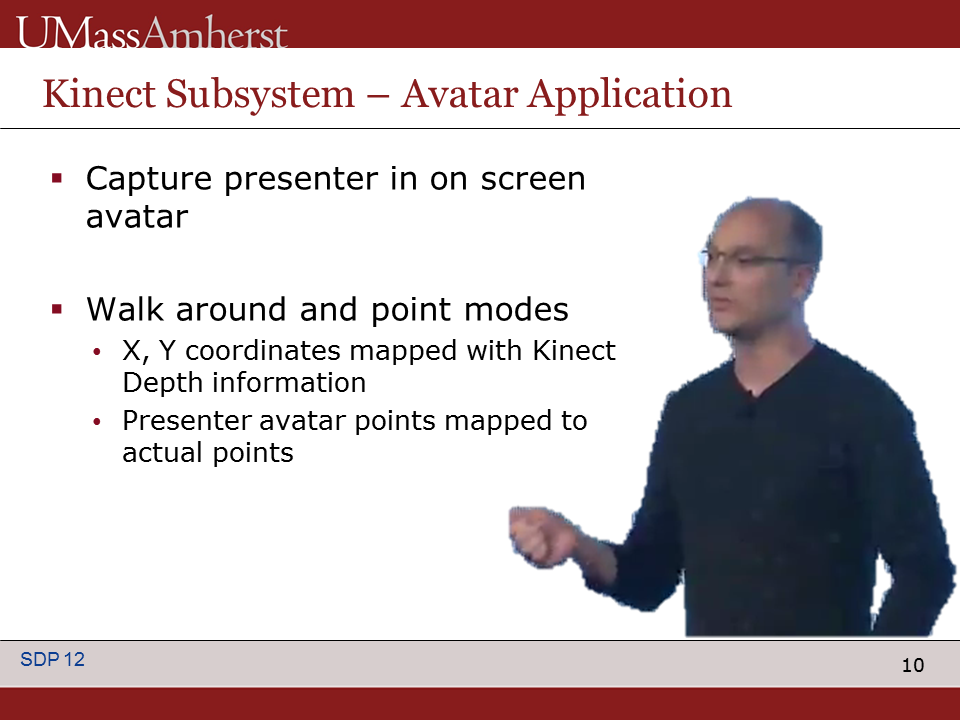 UMassAmherst
Kinect Subsystem – Avatar Application
▪ Capture presenter in on screen
avatar
▪ Walk around and point modes
• X, Y coordinates mapped with Kinect
Depth information
• Presenter avatar points mapped to
actual points
SDP 12
10